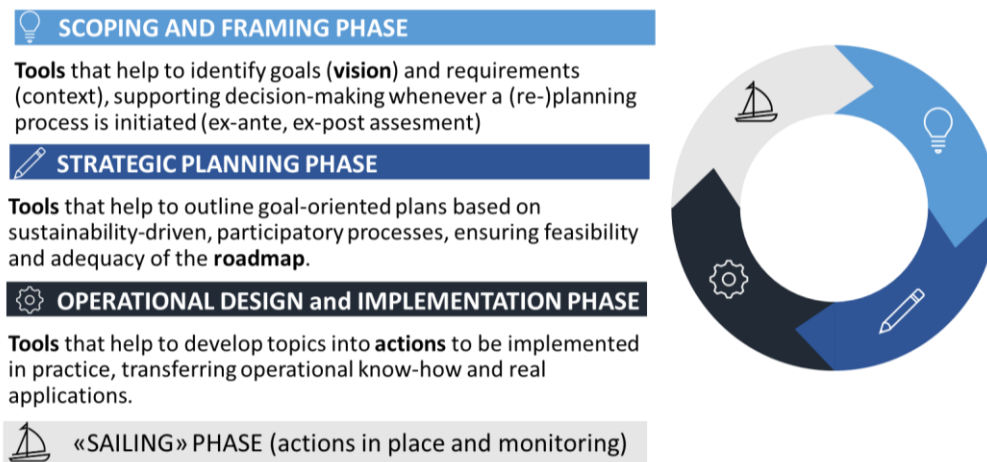 SCOPING AND FRAMING PHASE
Tools that help to identify goals (vision) and requirements
(context), supporting decision-making whenever a (re-)planning
process is initiated (ex-ante, ex-post assesment)
STRATEGIC PLANNING PHASE
Tools that help to outline goal-oriented plans based on
sustainability-driven, participatory processes, ensuring feasibility
and adequacy of the roadmap.
OPERATIONAL DESIGN and IMPLEMENTATION PHASE
Tools that help to develop topics into actions to be implemented
in practice, transferring operational know-how and real
applications.
«SAILING» PHASE (actions in place and monitoring)